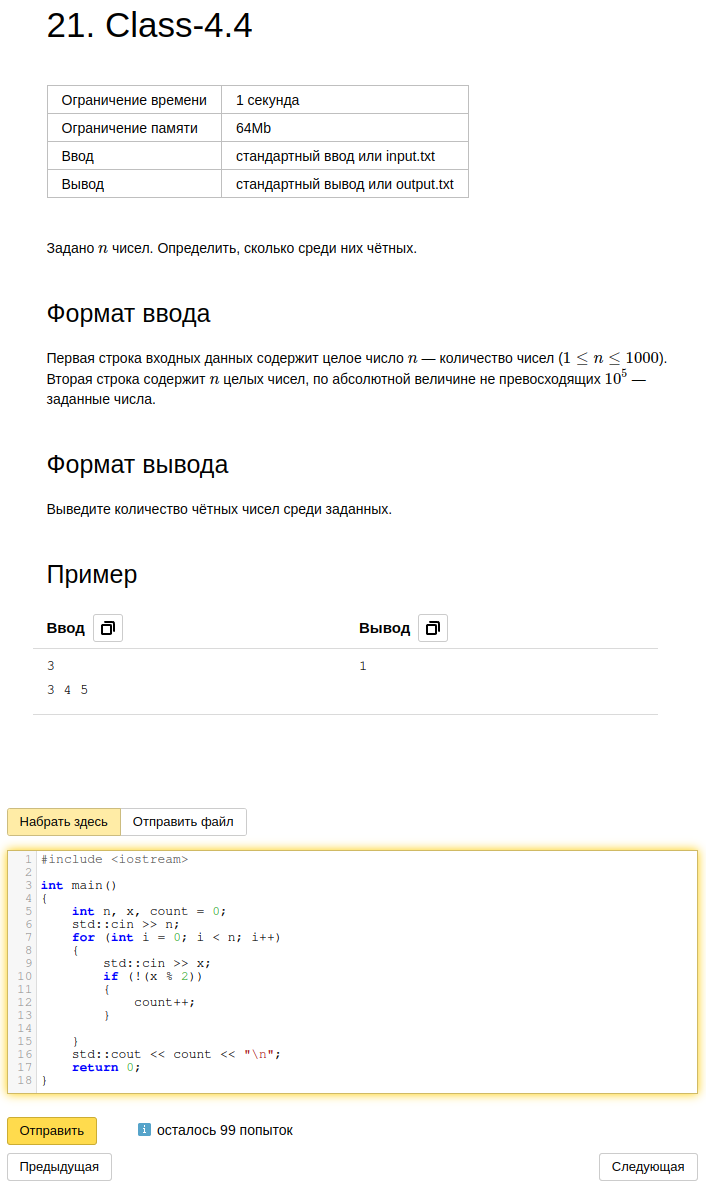 21. Class-4.4
Ограничение времени 1 секунда
Ограничение памяти 64Mb
Ввод стандартный ввод или input.txt
Вывод стандартный вывод или output.txt
Задано n чисел. Определить, сколько среди них чётных.
Формат ввода
Первая строка входных данных содержит целое число n — количество чисел (1 ≤ n ≤ 1000).
Вторая строка содержит n целых чисел, по абсолютной величине не превосходящих 10⁵ —
заданные числа.
Формат вывода
Выведите количество чётных чисел среди заданных.
Пример
Ввод Вывод
3 1
3 4 5
Набрать здесь Отправить файл
1 #include <iostream>
2
3 int main()
4 {
5 int n, x, count = 0;
6 std::cin >> n;
7 for (int i = 0; i < n; i++)
8 {
9 std::cin >> x;
10 if (!(x % 2))
11 {
12 count++;
13 }
14
15 }
16 std::cout << count << "\n";
17 return 0;
18 }
Отправить i осталось 99 попыток
Предыдущая Следующая